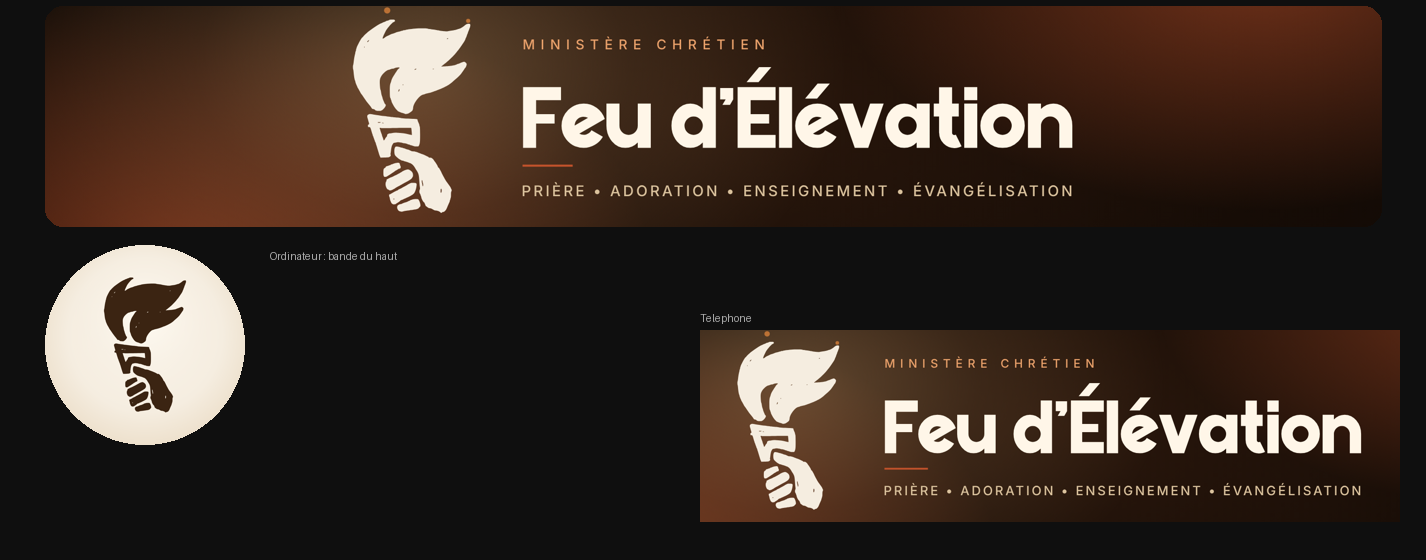 MINISTÈRE CHRÉTIEN
Feu d’Élévation
PRIÈRE • ADORATION • ENSEIGNEMENT • ÉVANGÉLISATION
Ordinateur : bande du haut
Telephone
MINISTÈRE CHRÉTIEN
Feu d’Élévation
PRIÈRE • ADORATION • ENSEIGNEMENT • ÉVANGÉLISATION